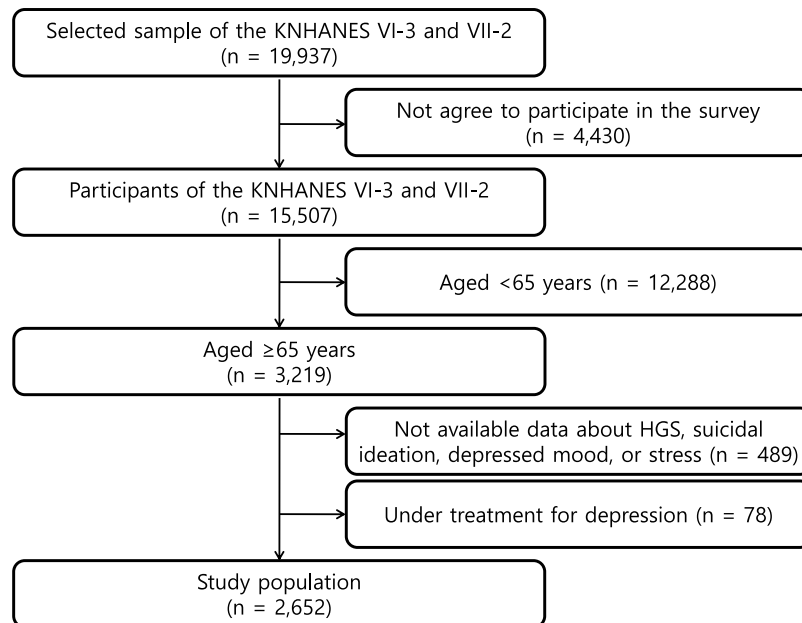 Selected sample of the KNHANES VI-3 and VII-2
(n = 19,937)
Not agree to participate in the survey
(n = 4,430)
Participants of the KNHANES VI-3 and VII-2
(n = 15,507)
Aged <65 years (n = 12,288)
Aged ≥65 years
(n = 3,219)
Not available data about HGS, suicidal
ideation, depressed mood, or stress (n = 489)
Under treatment for depression (n = 78)
Study population
(n = 2,652)